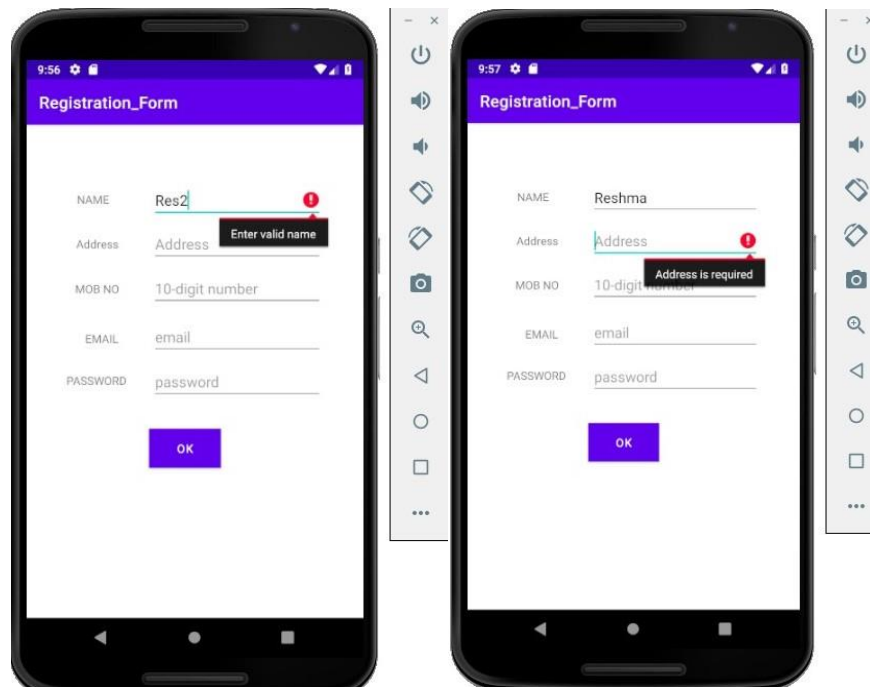 9:56
Registration_Form
NAME Res2
Enter valid name
Address Address
MOB NO 10-digit number
EMAIL email
PASSWORD password
OK
9:57
Registration_Form
NAME Reshma
Address Address
Address is required
MOB NO 10-digit number
EMAIL email
PASSWORD password
OK